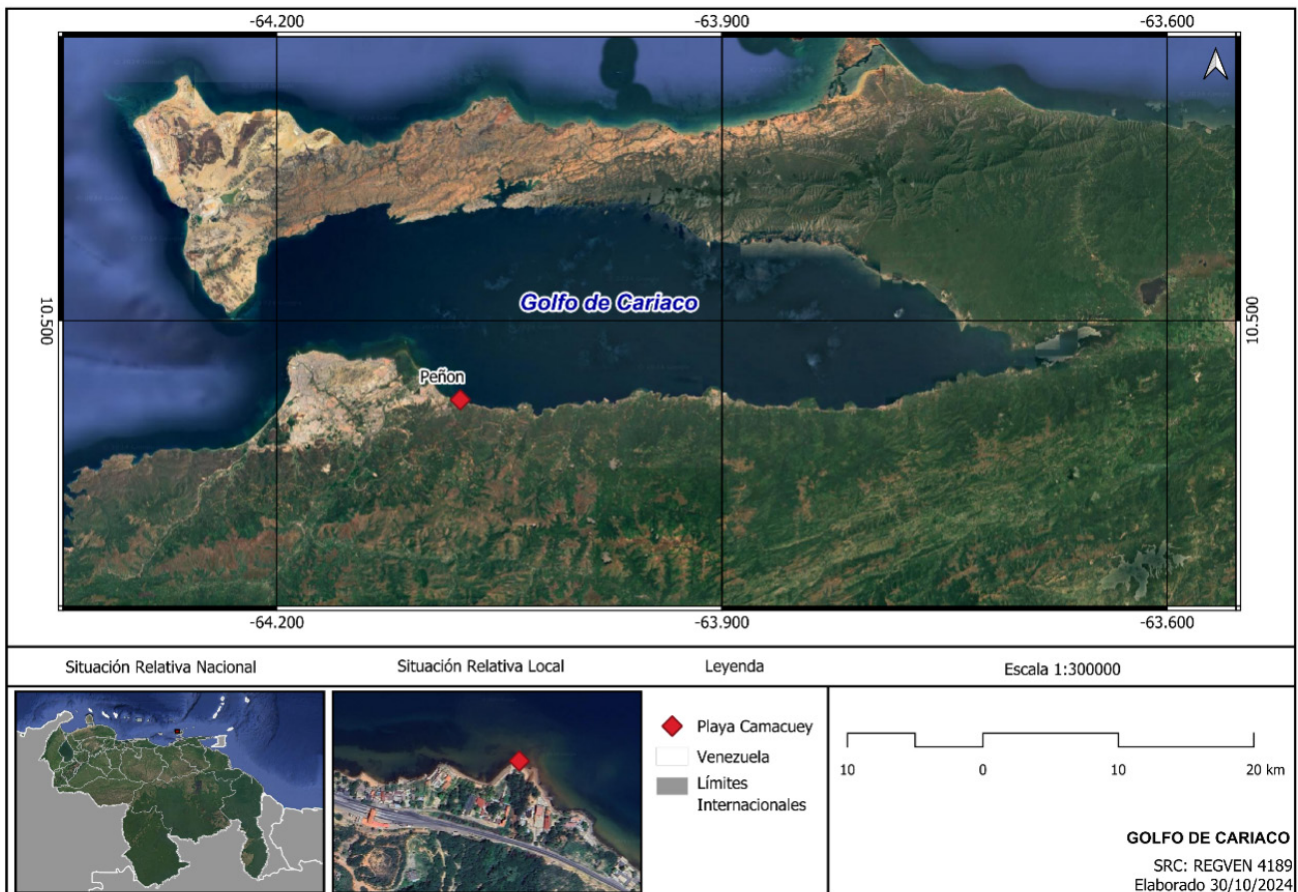 -64.200 -63.900 -63.600
Golfo de Cariaco
10.500 10.500
Peñon
-64.200 -63.900 -63.600
Situación Relativa Nacional Situación Relativa Local Leyenda Escala 1:300000
Playa Camacuey
Venezuela
Límites
Internacionales
10 0 10 20 km
GOLFO DE CARIACO
SRC: REGVEN 4189
Elaborado 30/10/2024